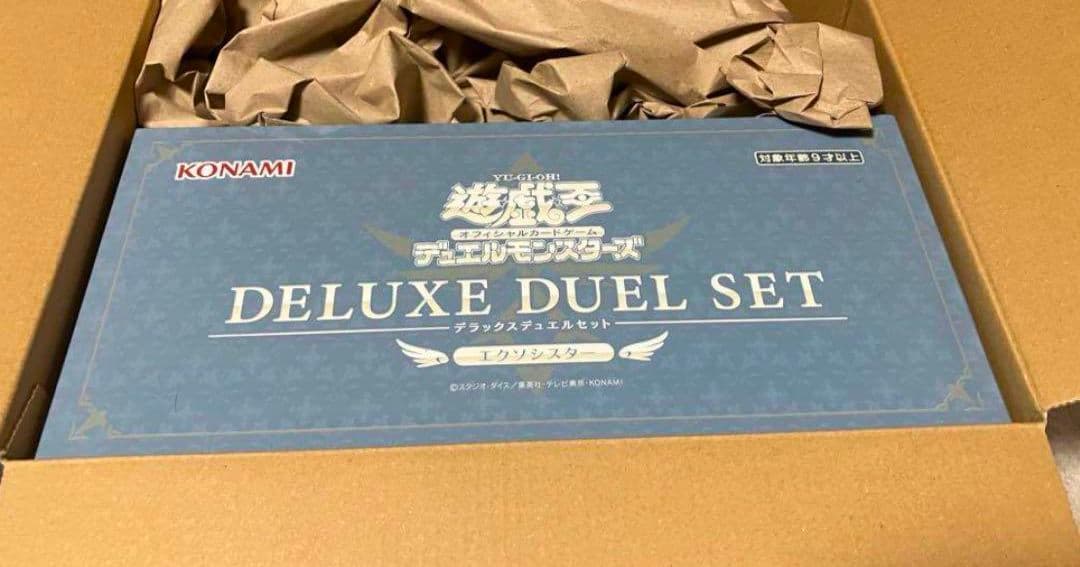 KONAMI
対象年齢9才以上
YU-GI-OH!
遊戯王
オフィシャルカードゲーム
デュエルモンスターズ
DELUXE DUEL SET
デラックスデュエルセット
エクソシスター
©スタジオ・ダイス/集英社・テレビ東京・KONAMI